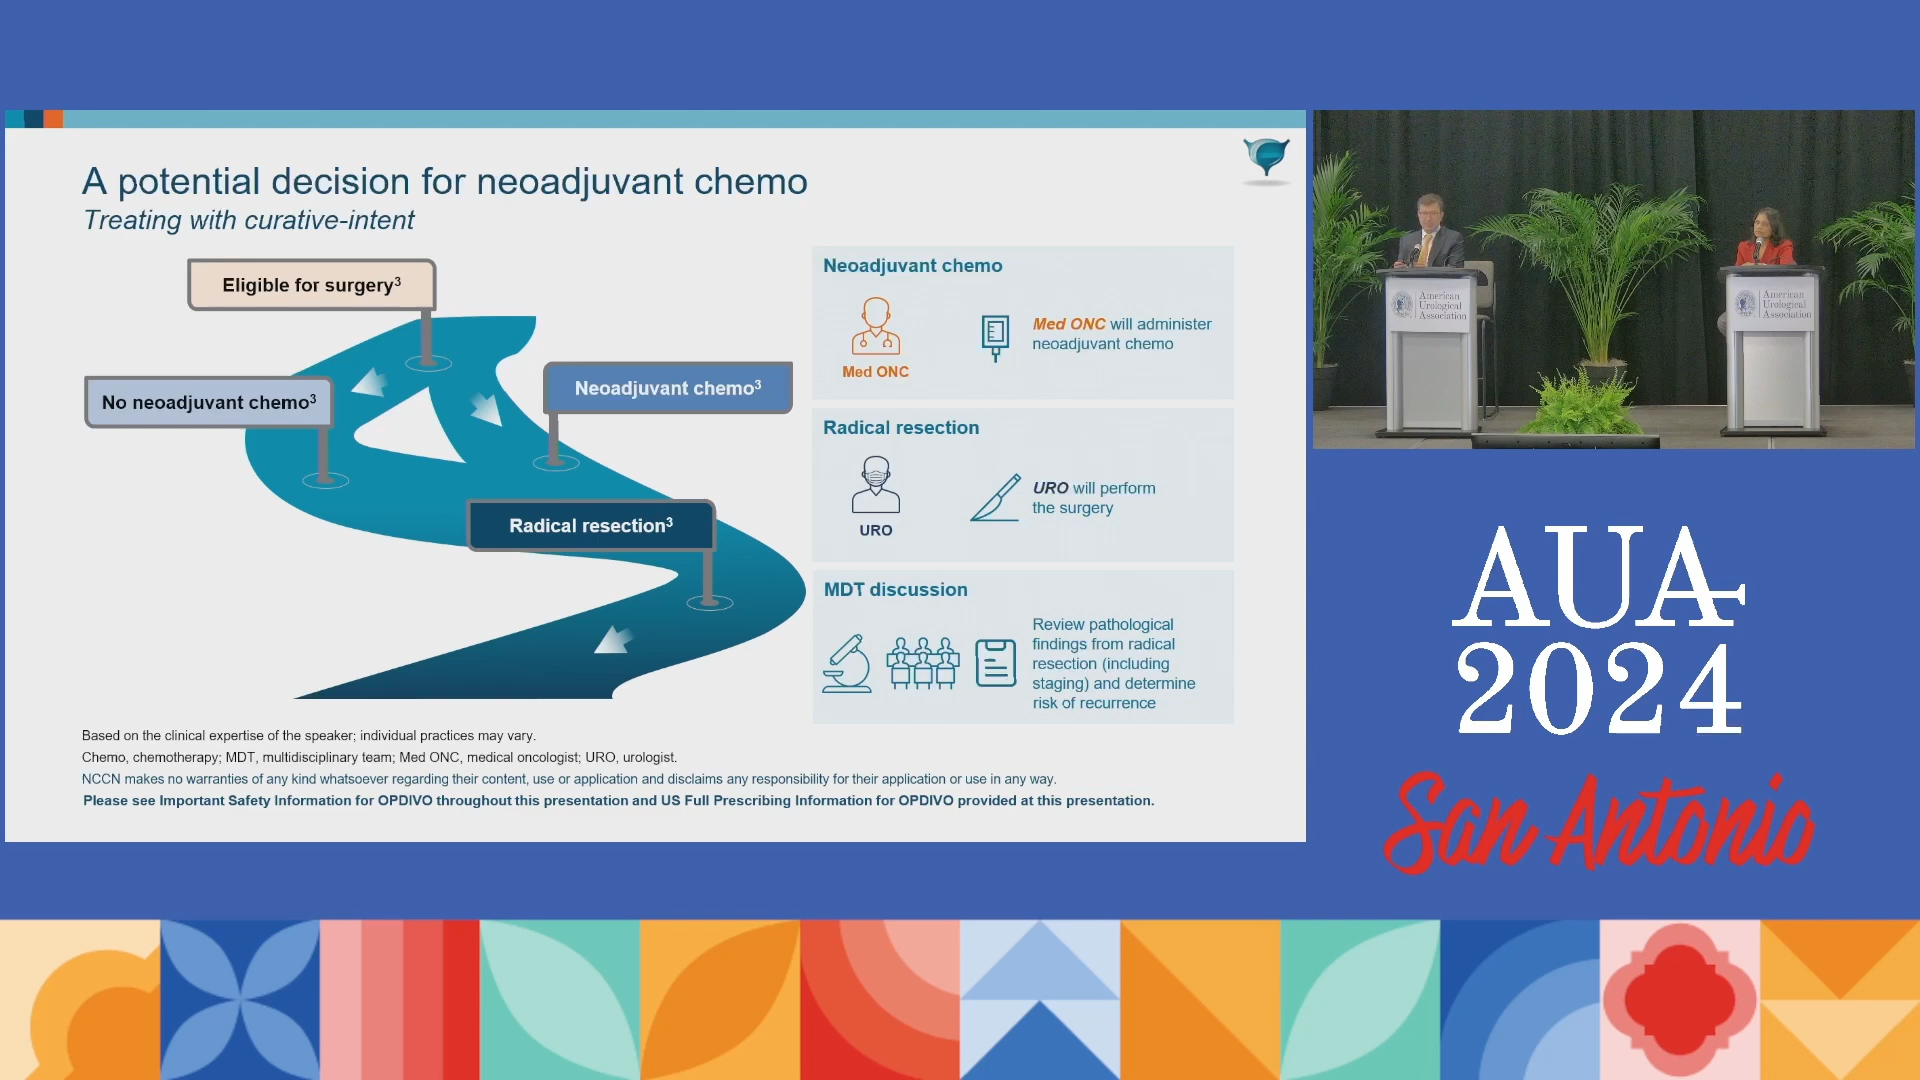 A potential decision for neoadjuvant chemo
Treating with curative-intent
Eligible for surgery³
No neoadjuvant chemo³
Neoadjuvant chemo³
Radical resection³
Neoadjuvant chemo
Med ONC
Med ONC will administer
neoadjuvant chemo
Radical resection
URO
URO will perform
the surgery
MDT discussion
Review pathological
findings from radical
resection (including
staging) and determine
risk of recurrence
Based on the clinical expertise of the speaker; individual practices may vary.
Chemo, chemotherapy; MDT, multidisciplinary team; Med ONC, medical oncologist; URO, urologist.
NCCN makes no warranties of any kind whatsoever regarding their content, use or application and disclaims any responsibility for their application or use in any way.
Please see Important Safety Information for OPDIVO throughout this presentation and US Full Prescribing Information for OPDIVO provided at this presentation.
American
Urological
Association
American
Urological
Association
AUA
2024
San Antonio